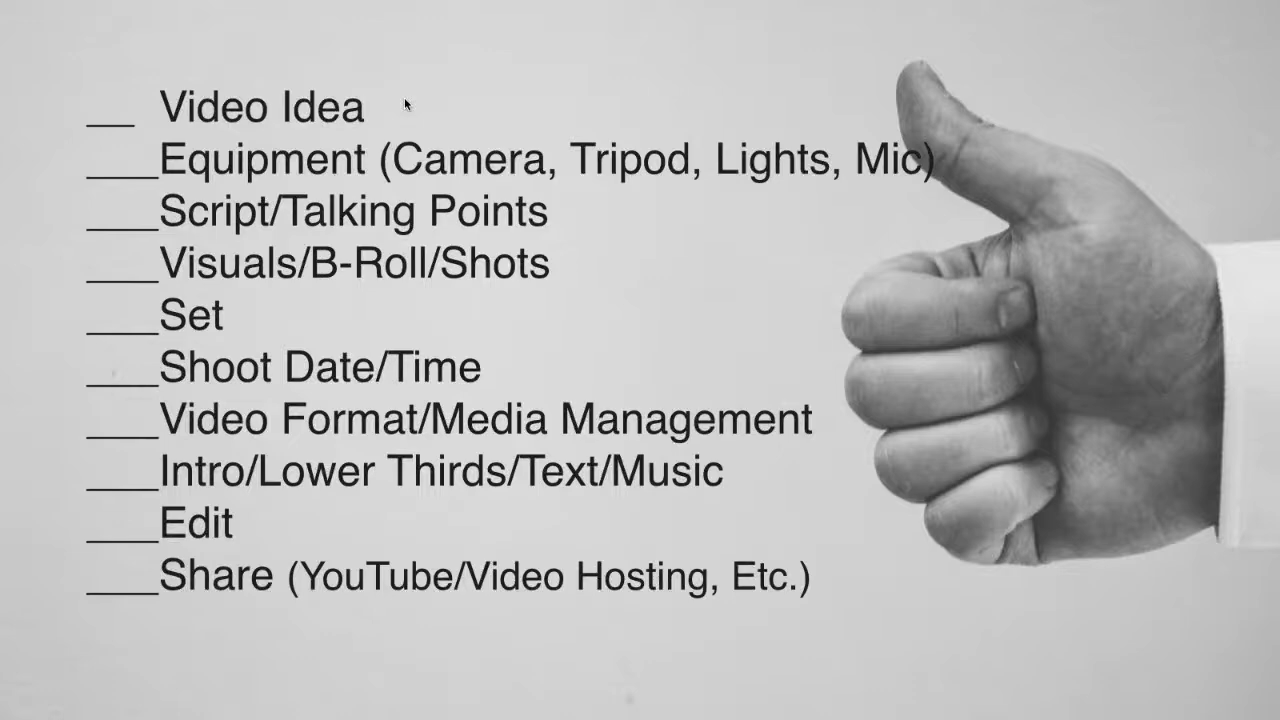 __ Video Idea
___Equipment (Camera, Tripod, Lights, Mic)
___Script/Talking Points
___Visuals/B-Roll/Shots
___Set
___Shoot Date/Time
___Video Format/Media Management
___Intro/Lower Thirds/Text/Music
___Edit
___Share (YouTube/Video Hosting, Etc.)